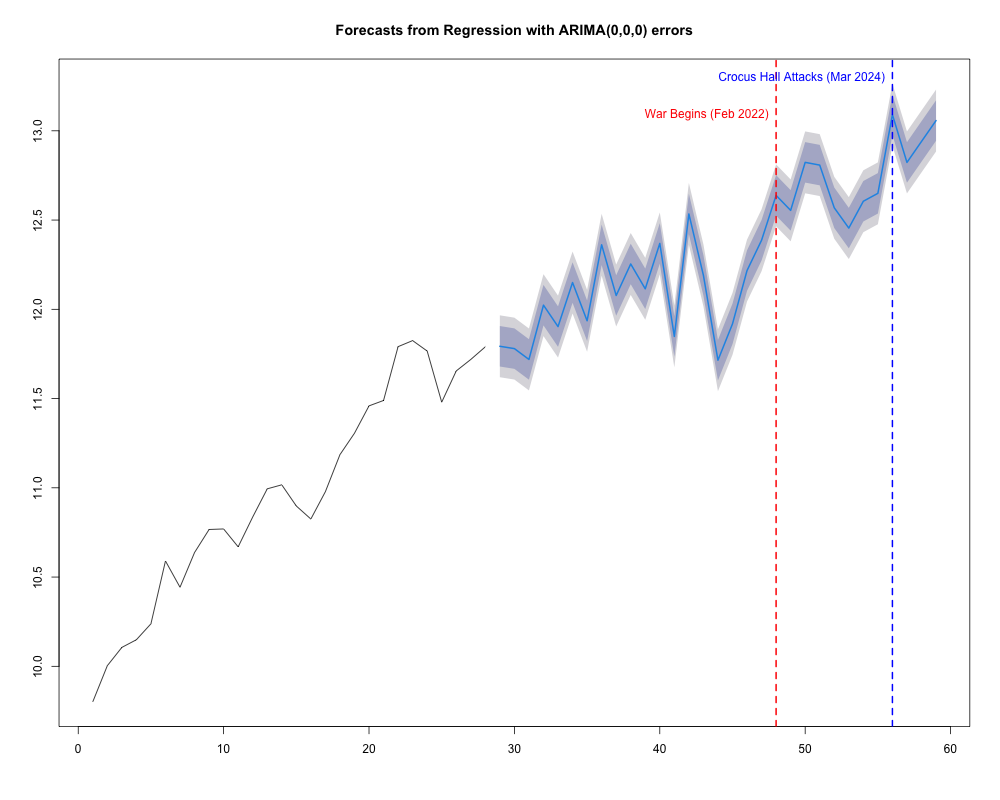 Forecasts from Regression with ARIMA(0,0,0) errors
Crocus Hall Attacks (Mar 2024)
War Begins (Feb 2022)
13.0
12.5
12.0
11.5
11.0
10.5
10.0
0 10 20 30 40 50 60